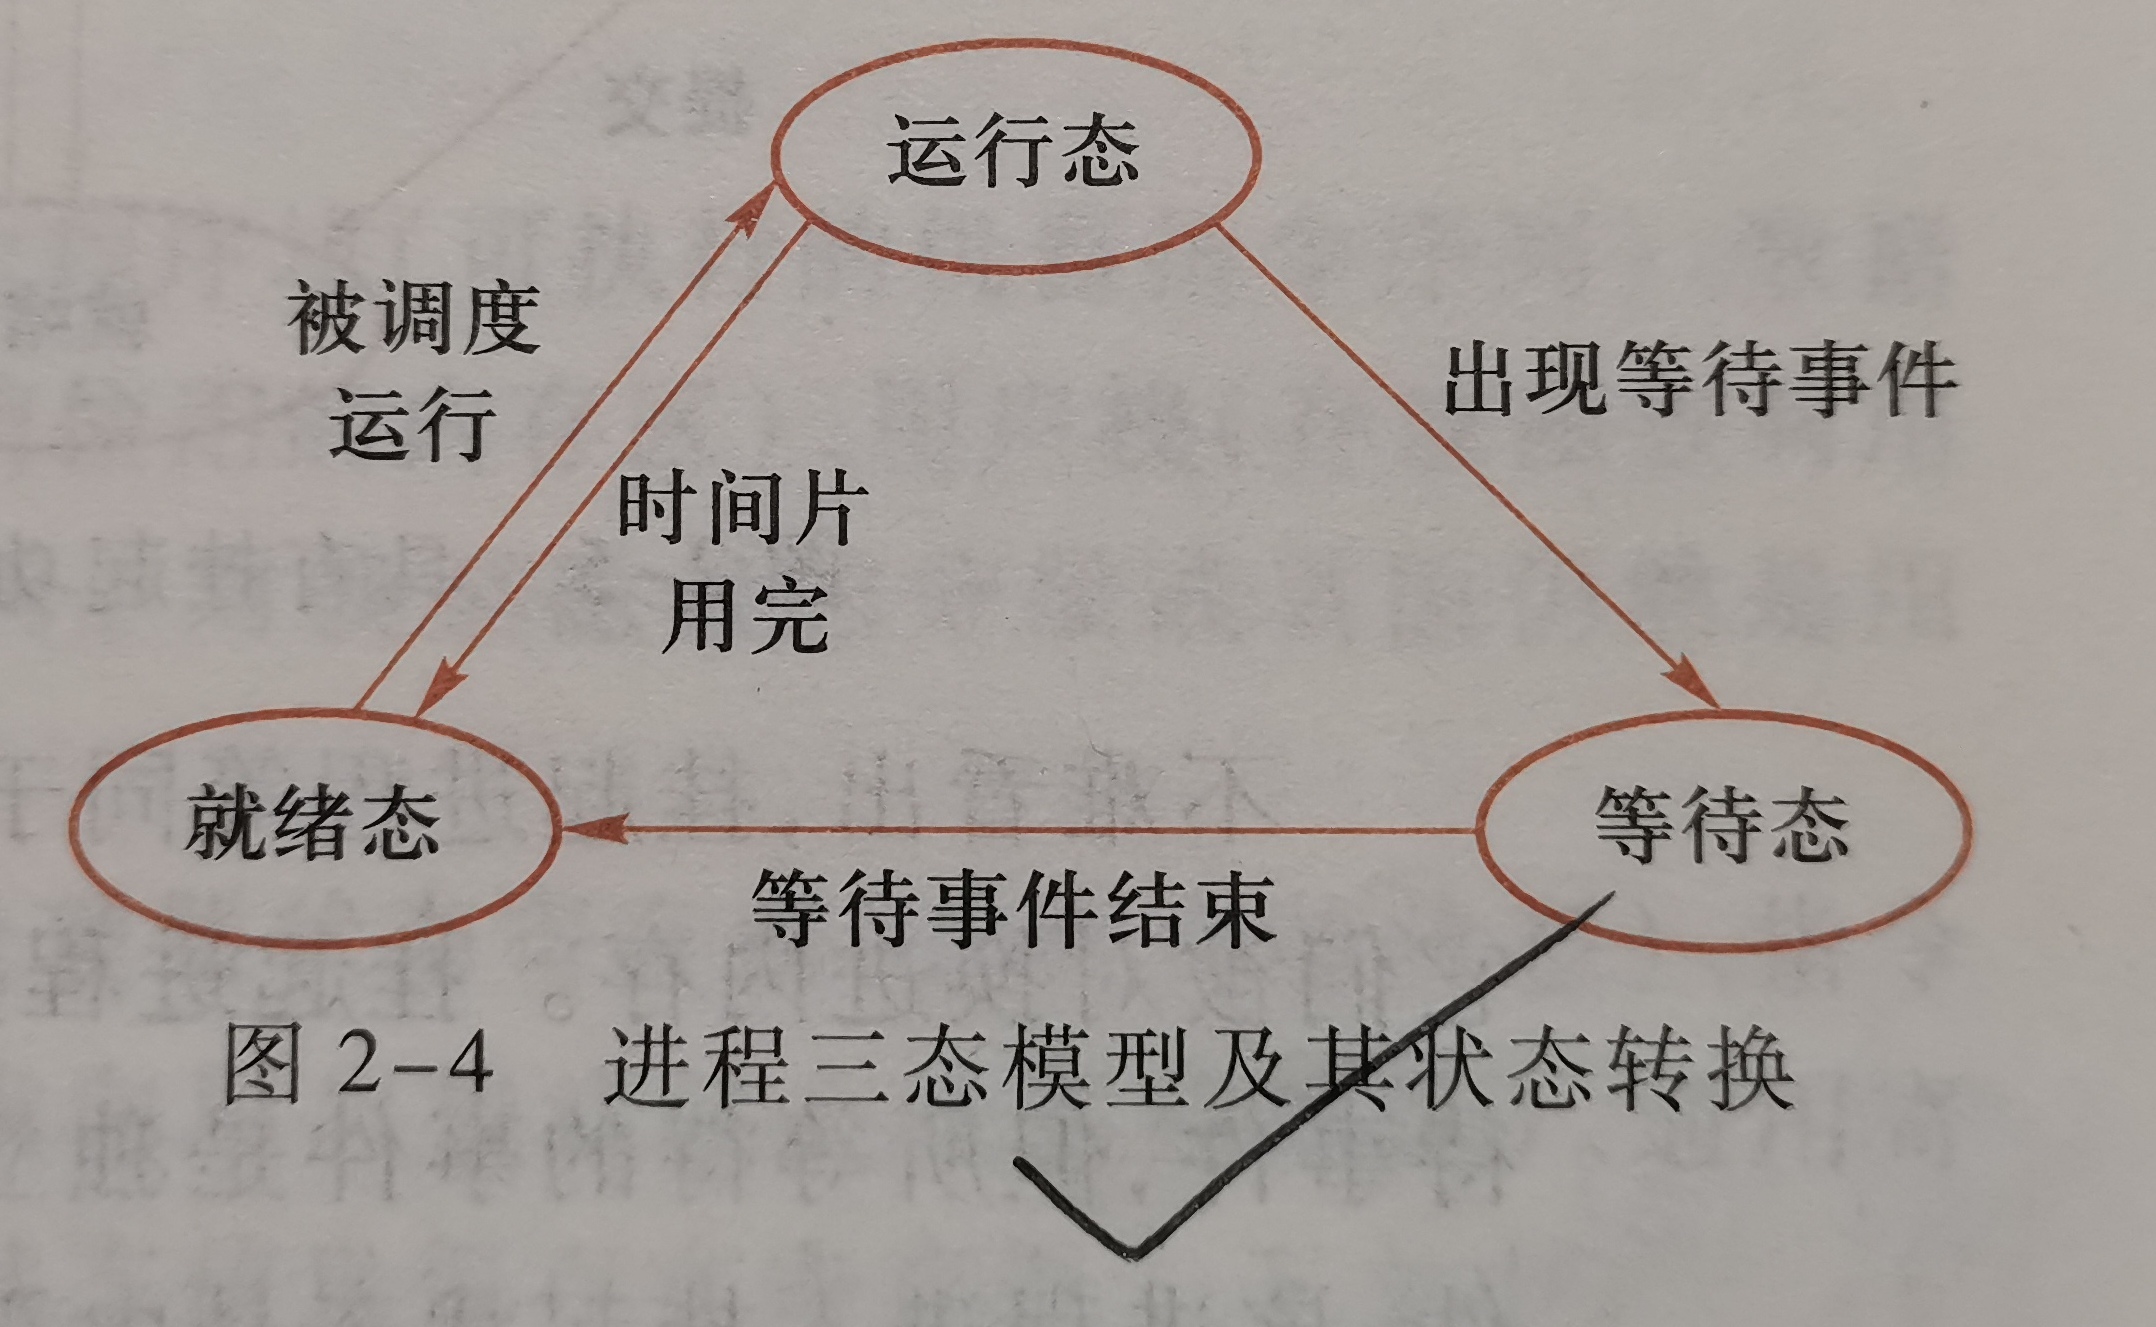 运行态
被调度
运行
出现等待事件
时间片
用完
就绪态
等待态
等待事件结束
图 2-4 进程三态模型及其状态转换